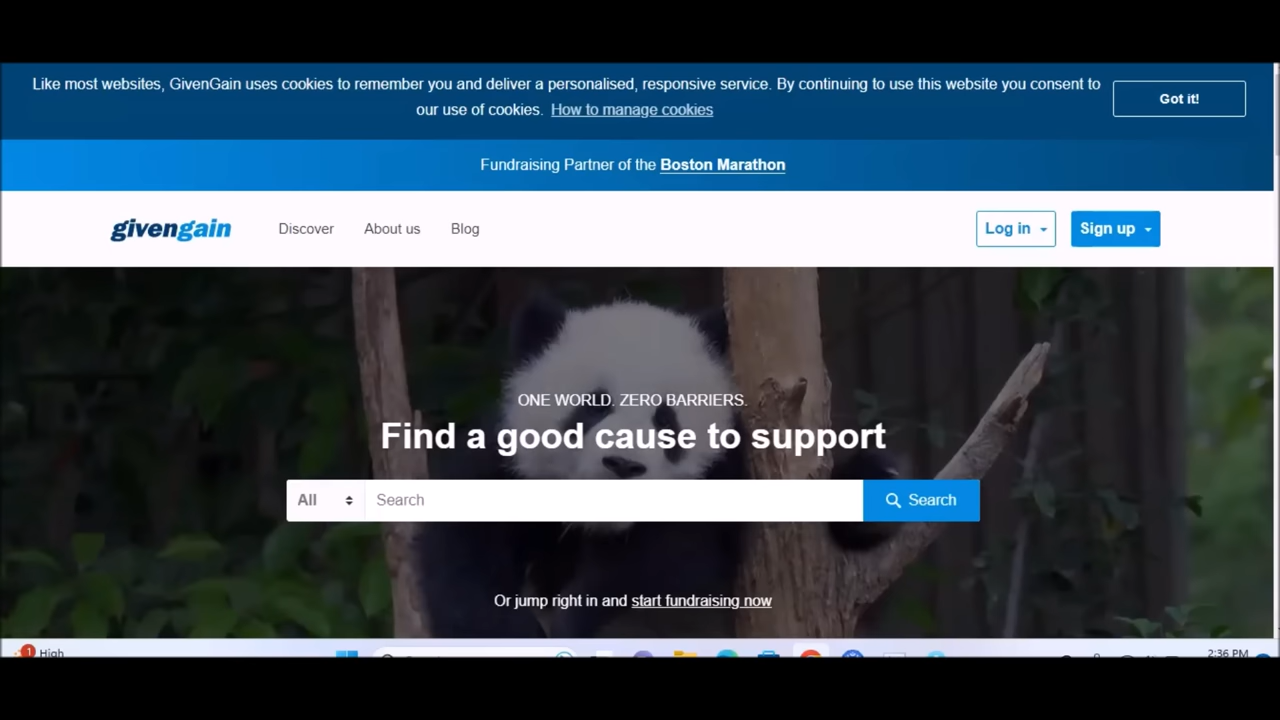 Like most websites, GivenGain uses cookies to remember you and deliver a personalised, responsive service. By continuing to use this website you consent to
our use of cookies. How to manage cookies
Got it!
Fundraising Partner of the Boston Marathon
givengain
Discover
About us
Blog
Log in
Sign up
ONE WORLD. ZERO BARRIERS.
Find a good cause to support
All
Search
Search
Or jump right in and start fundraising now
1
High
2:36 PM